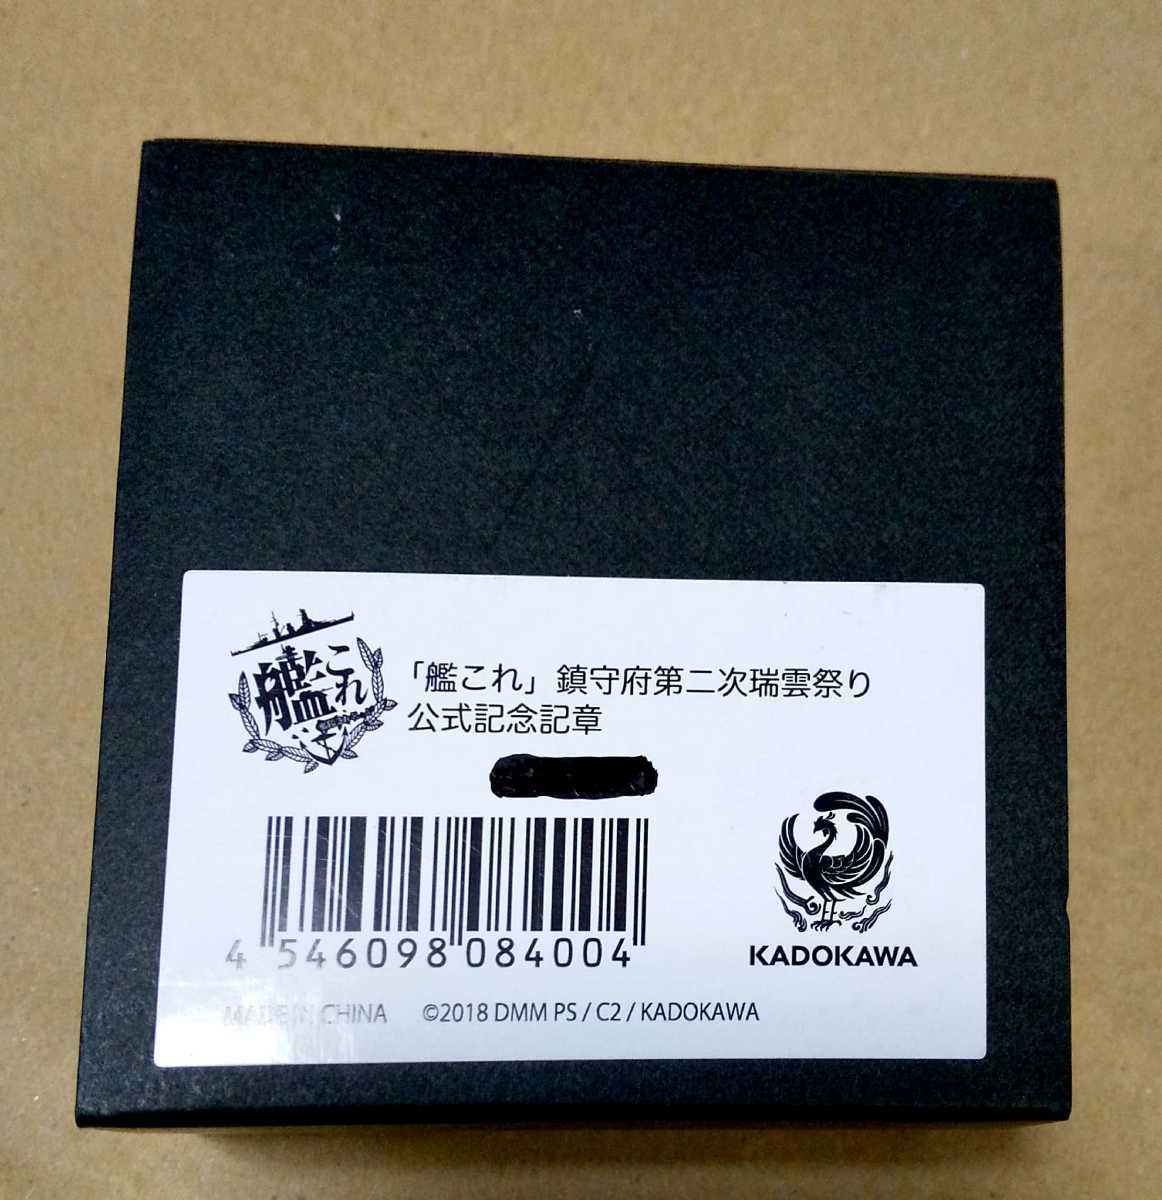 艦これ
「艦これ」鎮守府第二次瑞雲祭り
公式記念記章
4 546098 084004
KADOKAWA
MADE IN CHINA ©2018 DMM PS / C2 / KADOKAWA